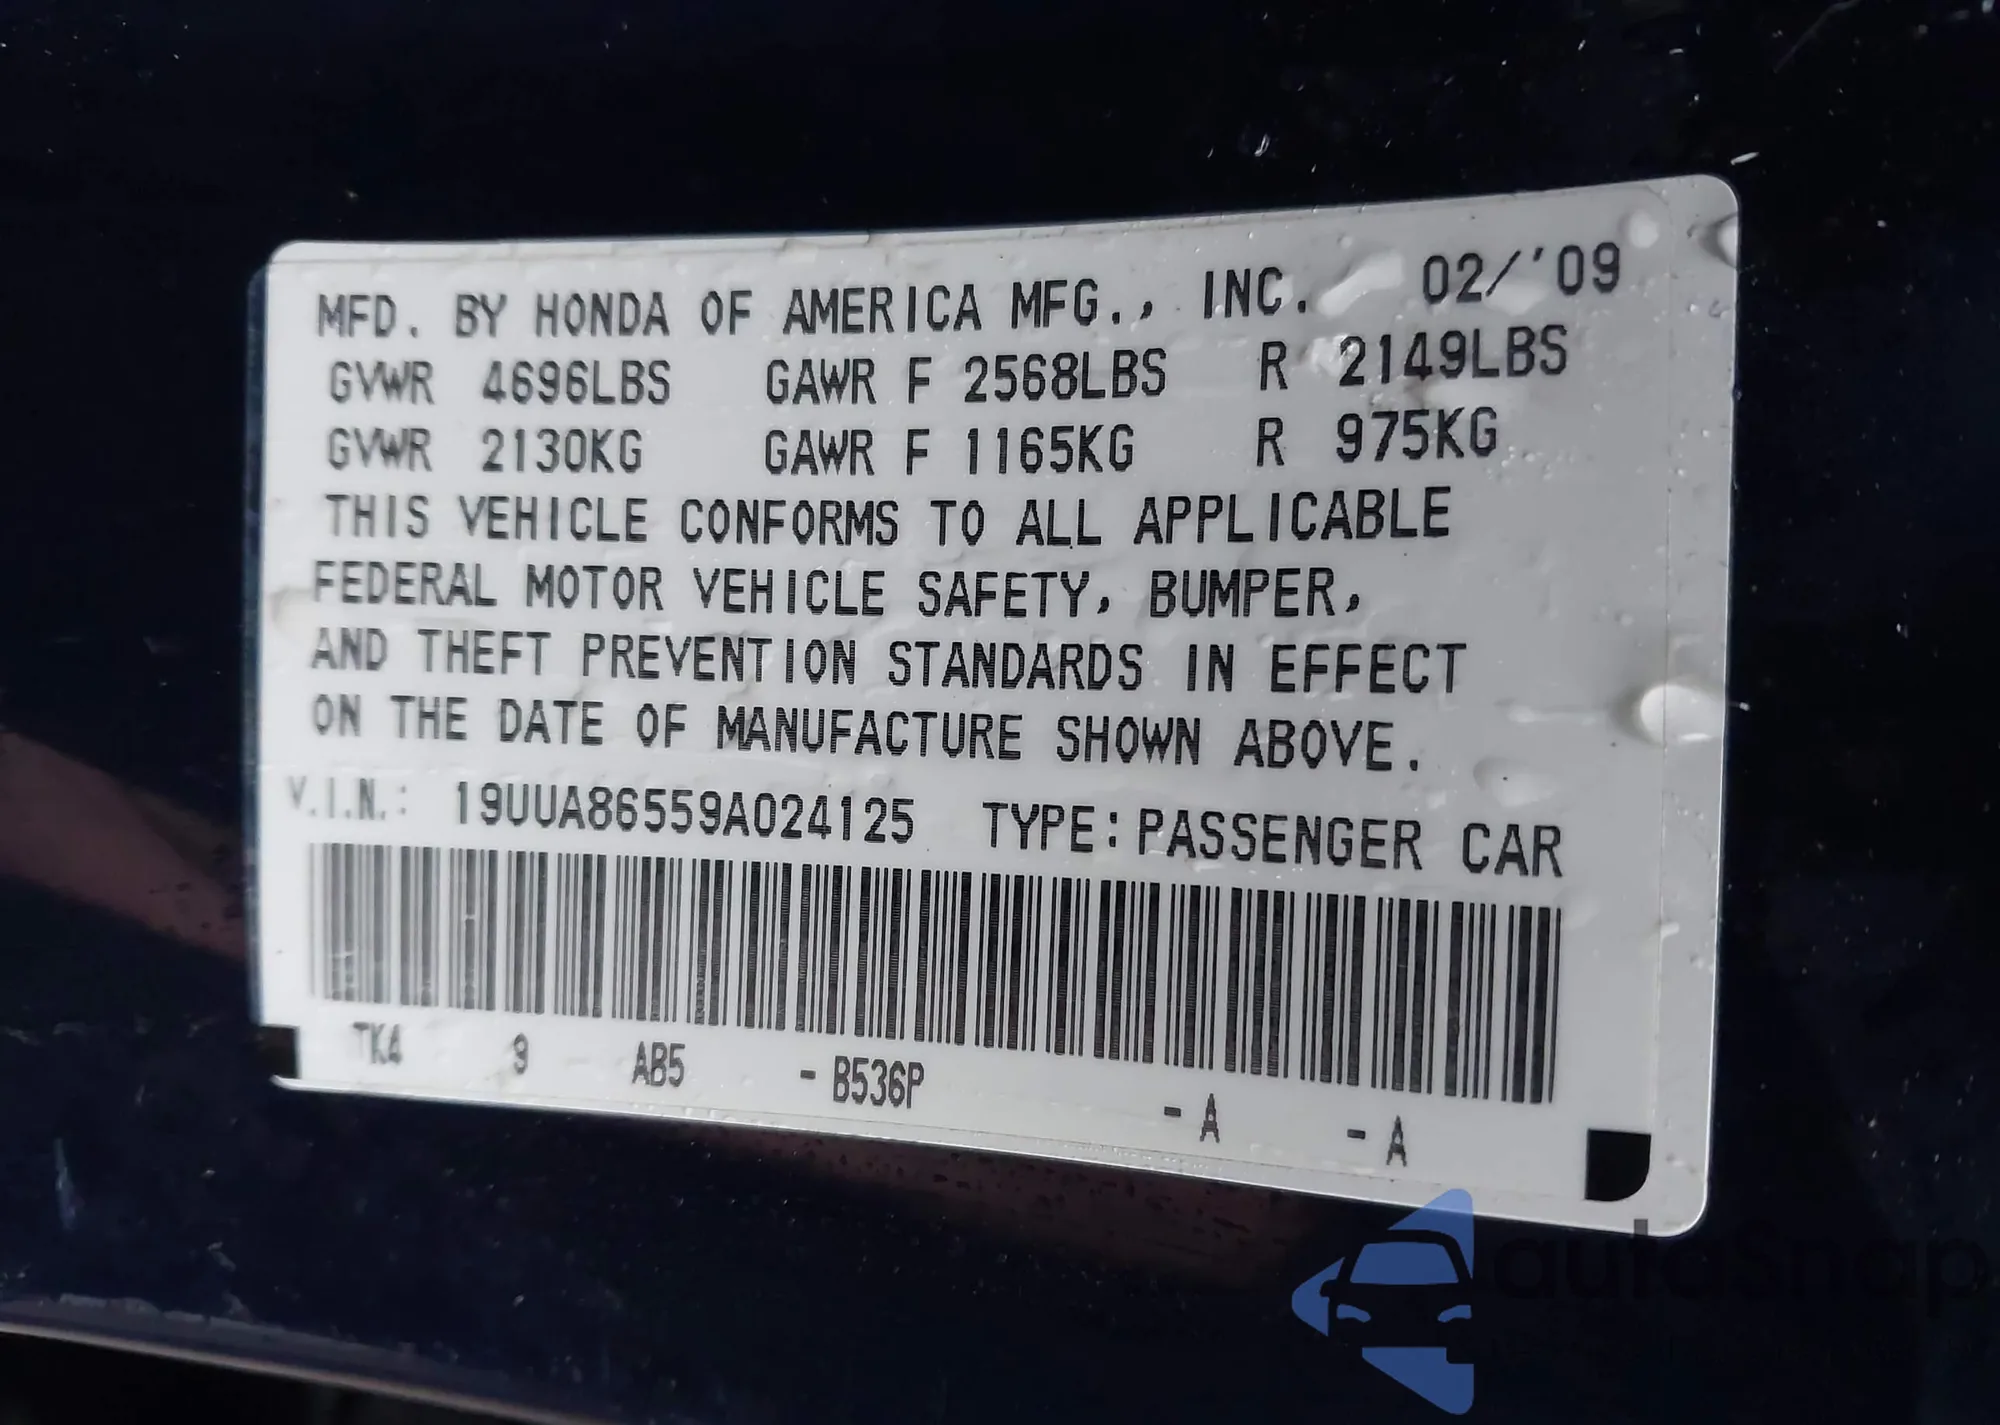 MFD. BY HONDA OF AMERICA MFG., INC. 02/'09
GVWR 4696LBS GAWR F 2568LBS R 2149LBS
GVWR 2130KG GAWR F 1165KG R 975KG
THIS VEHICLE CONFORMS TO ALL APPLICABLE
FEDERAL MOTOR VEHICLE SAFETY, BUMPER,
AND THEFT PREVENTION STANDARDS IN EFFECT
ON THE DATE OF MANUFACTURE SHOWN ABOVE.
V.I.N.: 19UUA86559A024125 TYPE: PASSENGER CAR
TK4 9 AB5 - B536P - A - A
autosnap